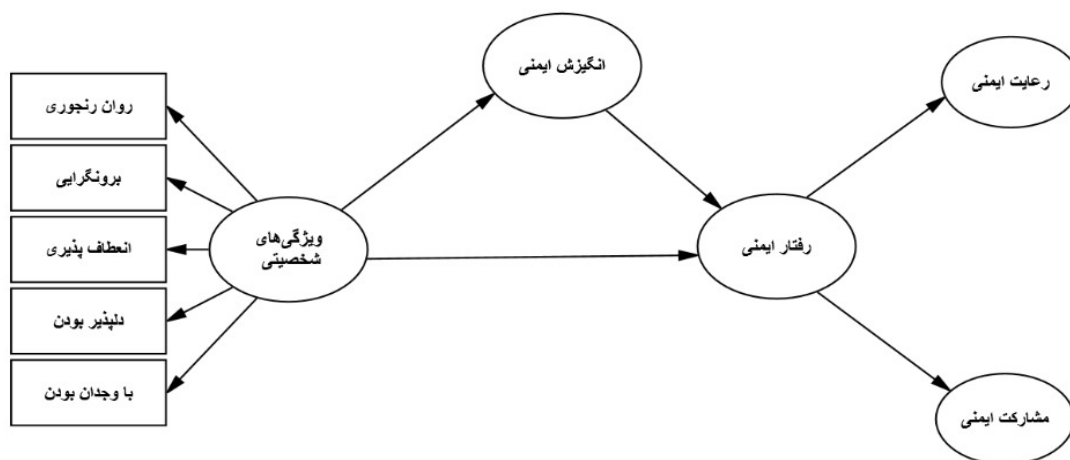 انگیزش ایمنی
رعایت ایمنی
روان رنجوری
برونگرایی
انعطاف پذیری
دلپذیر بودن
با وجدان بودن
ویژگی‌های
شخصیتی
رفتار ایمنی
مشارکت ایمنی